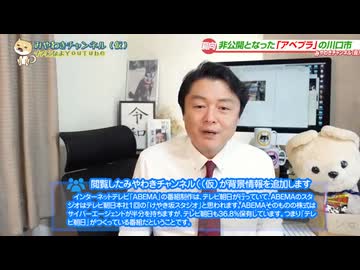 みやわきチャンネル（仮）
非公開となった「アベプラ」の川口市
令和
閲覧したみやわきチャンネル（（仮）が背景情報を追加します
インターネットテレビ「ABEMA」の番組制作は、テレビ朝日が行っていて、ABEMAのスタ
ジオはテレビ朝日本社1回の「けやき坂スタジオ」と思われます。ABEMAそのものの株式は
サイバーエージェントが半分を持ちますが、テレビ朝日も36.8%保有しています。つまり「テレ
ビ朝日」がつくっている番組だということです。